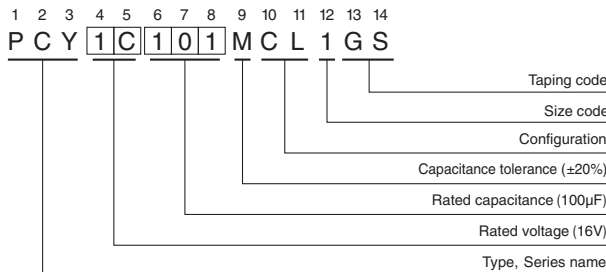 1 2 3 4 5 6 7 8 9 10 11 12 13 14
P C Y 1 C 1 0 1 M C L 1 G S
Taping code
Size code
Configuration
Capacitance tolerance (±20%)
Rated capacitance (100µF)
Rated voltage (16V)
Type, Series name